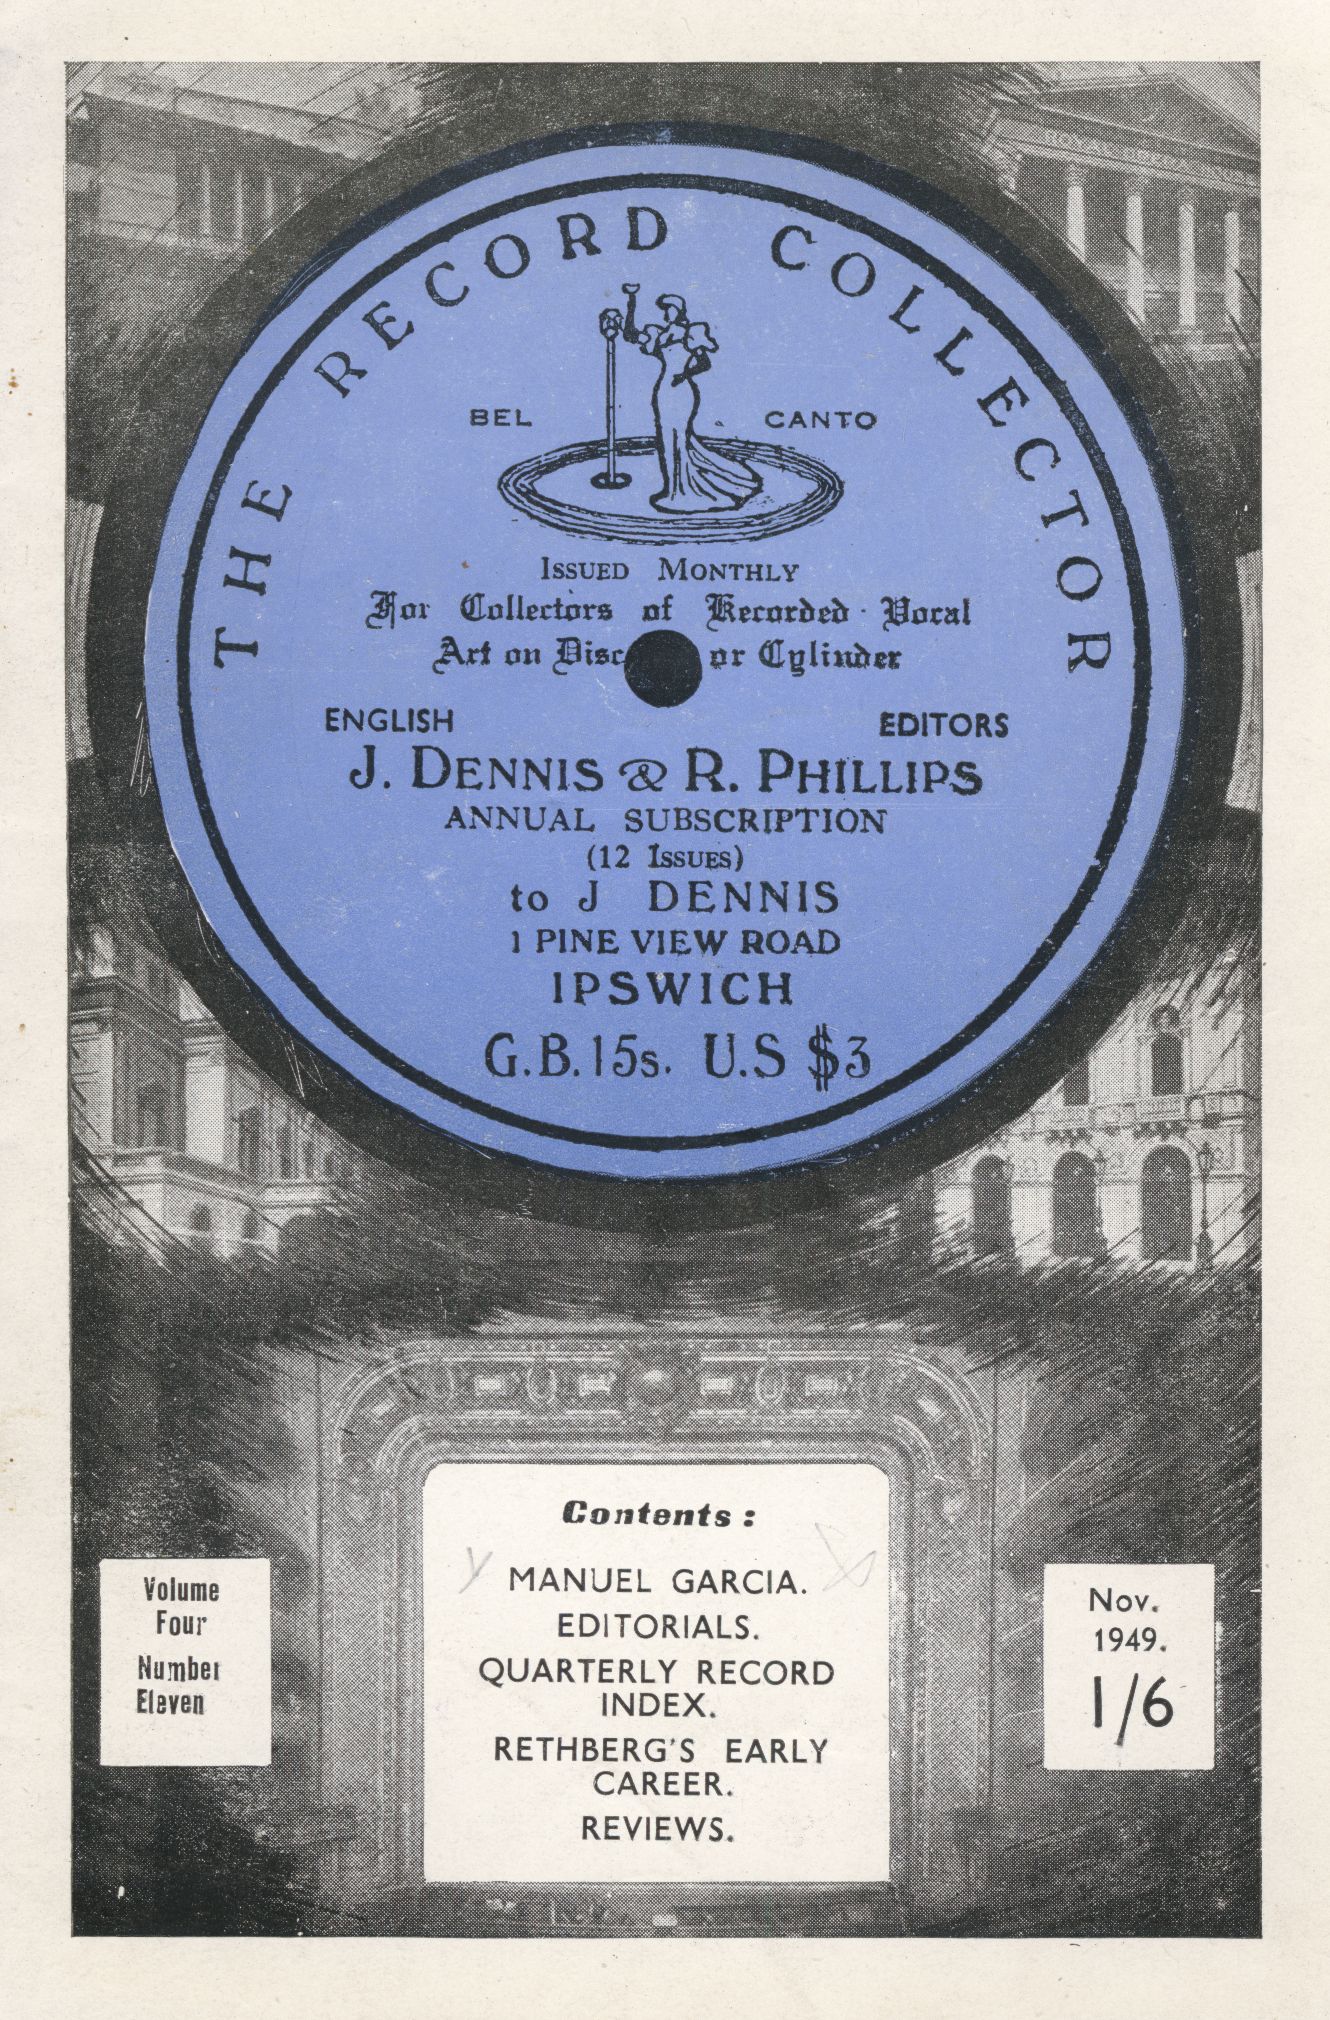 ROYAL
THE RECORD COLLECTOR
BEL CANTO
ISSUED MONTHLY
For Collectors of Recorded Vocal
Art on Disc or Cylinder
ENGLISH EDITORS
J. DENNIS & R. PHILLIPS
ANNUAL SUBSCRIPTION
(12 ISSUES)
to J DENNIS
1 PINE VIEW ROAD
IPSWICH
G.B. 15s. U.S $3
Contents :
MANUEL GARCIA.
EDITORIALS.
QUARTERLY RECORD
INDEX.
RETHBERG'S EARLY
CAREER.
REVIEWS.
Volume
Four
Number
Eleven
Nov.
1949.
1/6